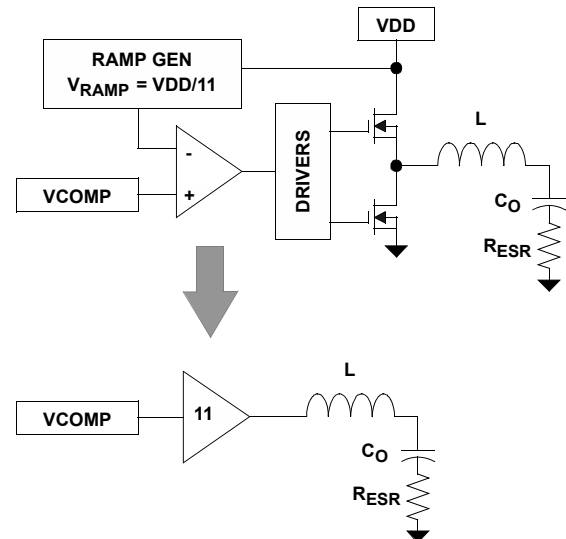 VDD
RAMP GEN
VRAMP = VDD/11
L
-
DRIVERS
VCOMP
+
CO
RESR
L
VCOMP
11
CO
RESR